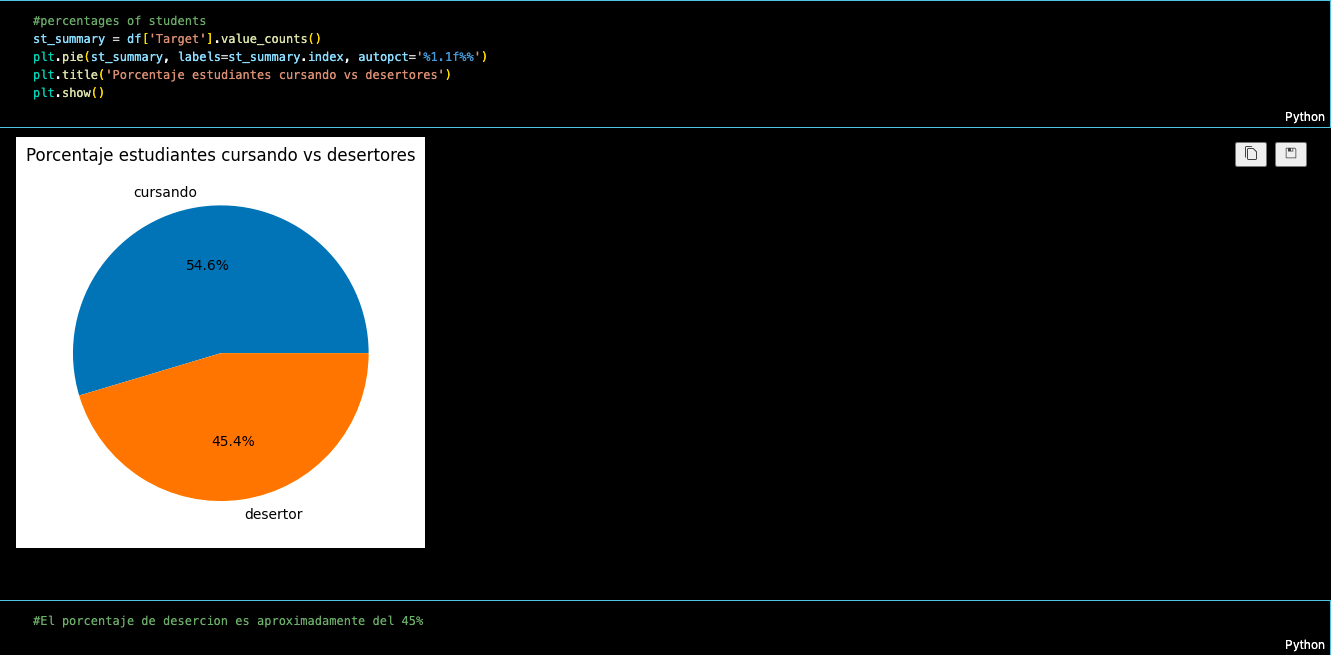 #percentages of students
st_summary = df['Target'].value_counts()
plt.pie(st_summary, labels=st_summary.index, autopct='%1.1f%%')
plt.title('Porcentaje estudiantes cursando vs desertores')
plt.show()
Python
Porcentaje estudiantes cursando vs desertores
cursando
54.6%
45.4%
desertor
#El porcentaje de desercion es aproximadamente del 45%
Python